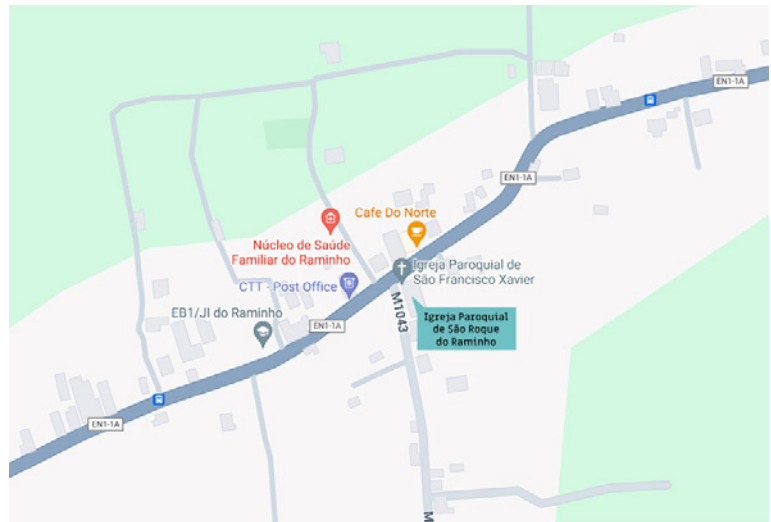 EN1-1A
EN1-1A
Cafe Do Norte
Núcleo de Saúde
Familiar do Raminho
Igreja Paroquial de
São Francisco Xavier
CTT - Post Office
M1043
EB1/JI do Raminho
EN1-1A
Igreja Paroquial
de São Roque
do Raminho
EN1-1A
M